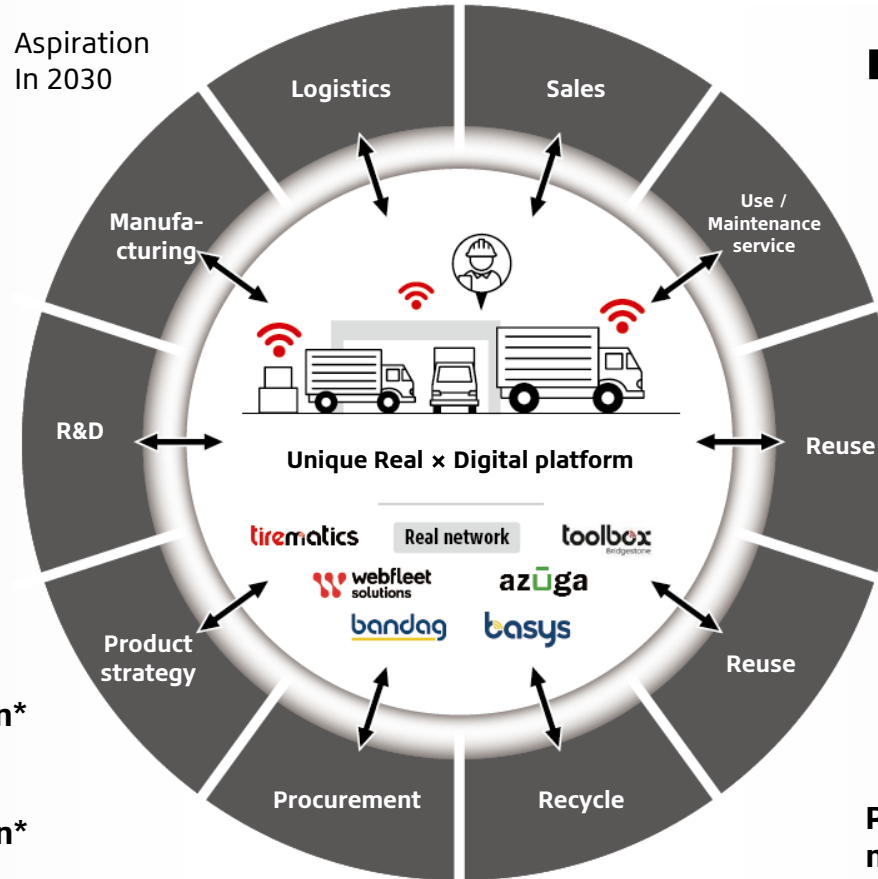 Aspiration
In 2030
Logistics
Sales
Use /
Maintenance
service
Manufa-
cturing
R&D
Reuse
Unique Real × Digital platform
tirematics
Real network
toolbox
Bridgestone
webfleet
solutions
azūga
bandag
basys
Product
strategy
Reuse
Procurement
Recycle
n*
n*